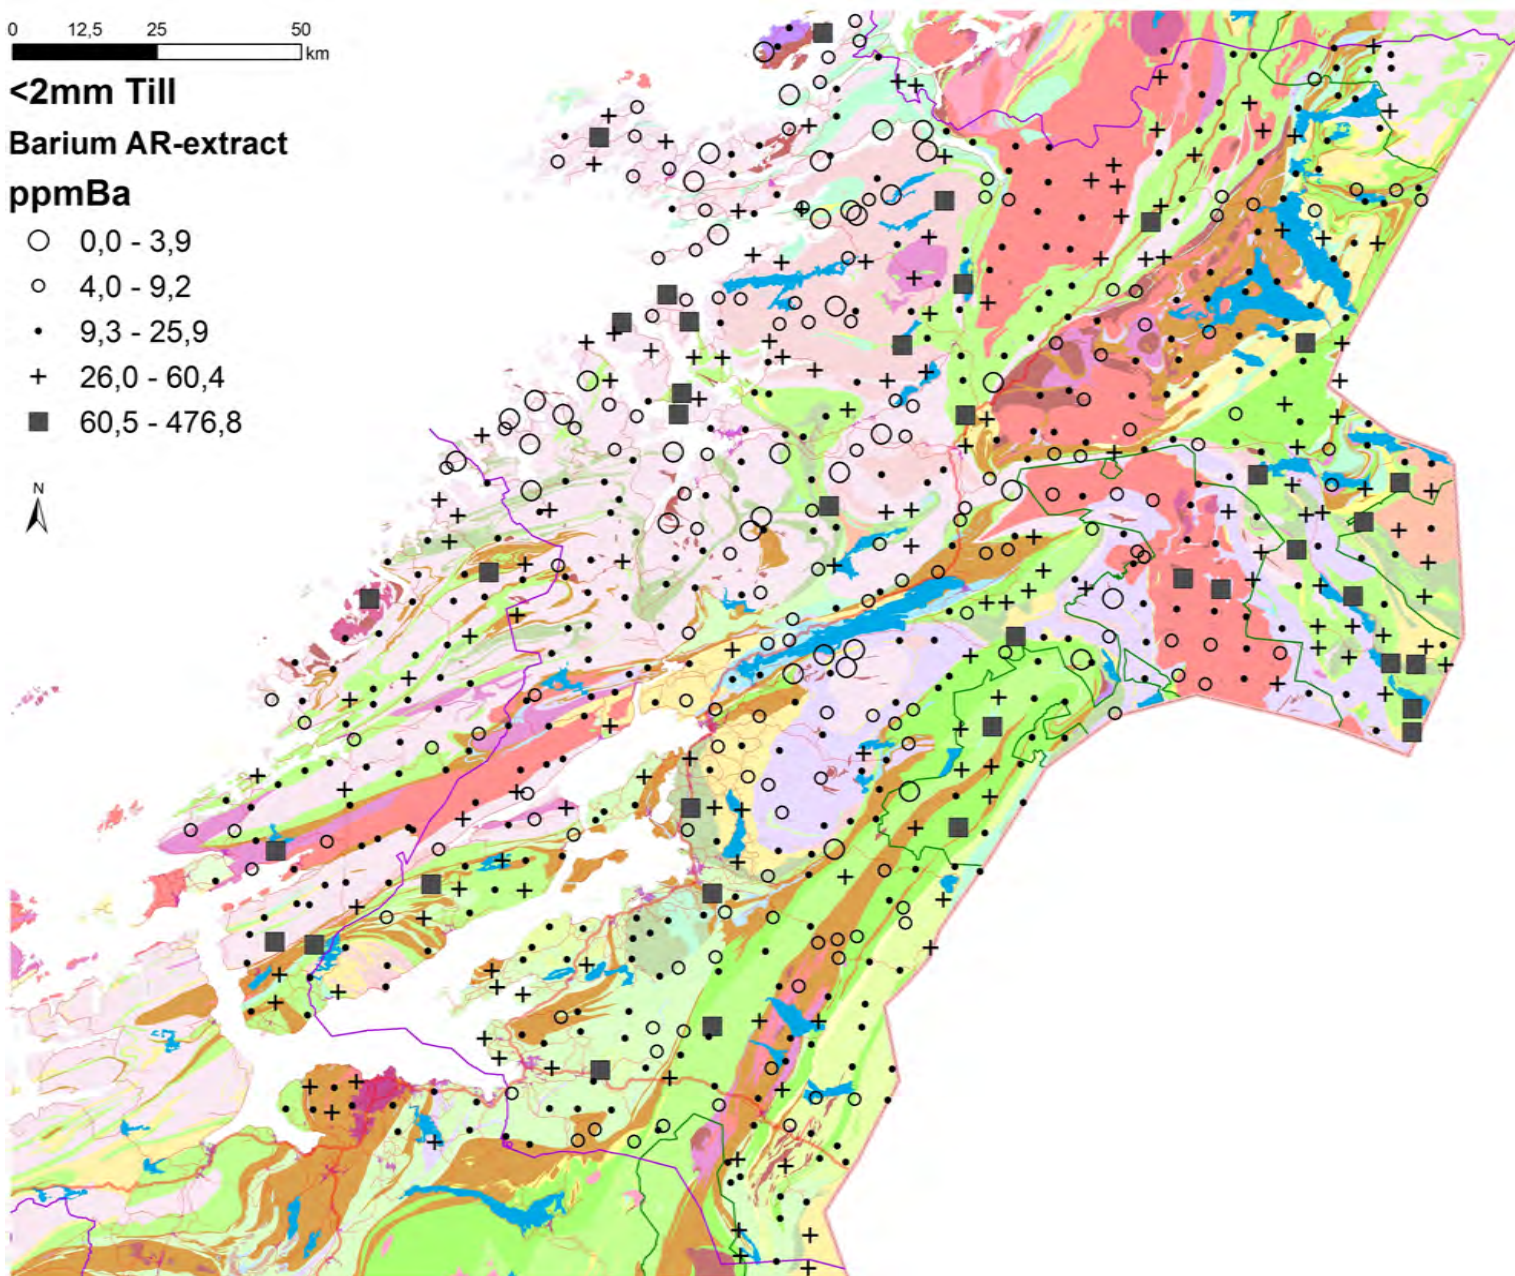 0 12,5 25 50
km
<2mm Till
Barium AR-extract
ppmBa
0,0 - 3,9
4,0 - 9,2
9,3 - 25,9
26,0 - 60,4
60,5 - 476,8
N